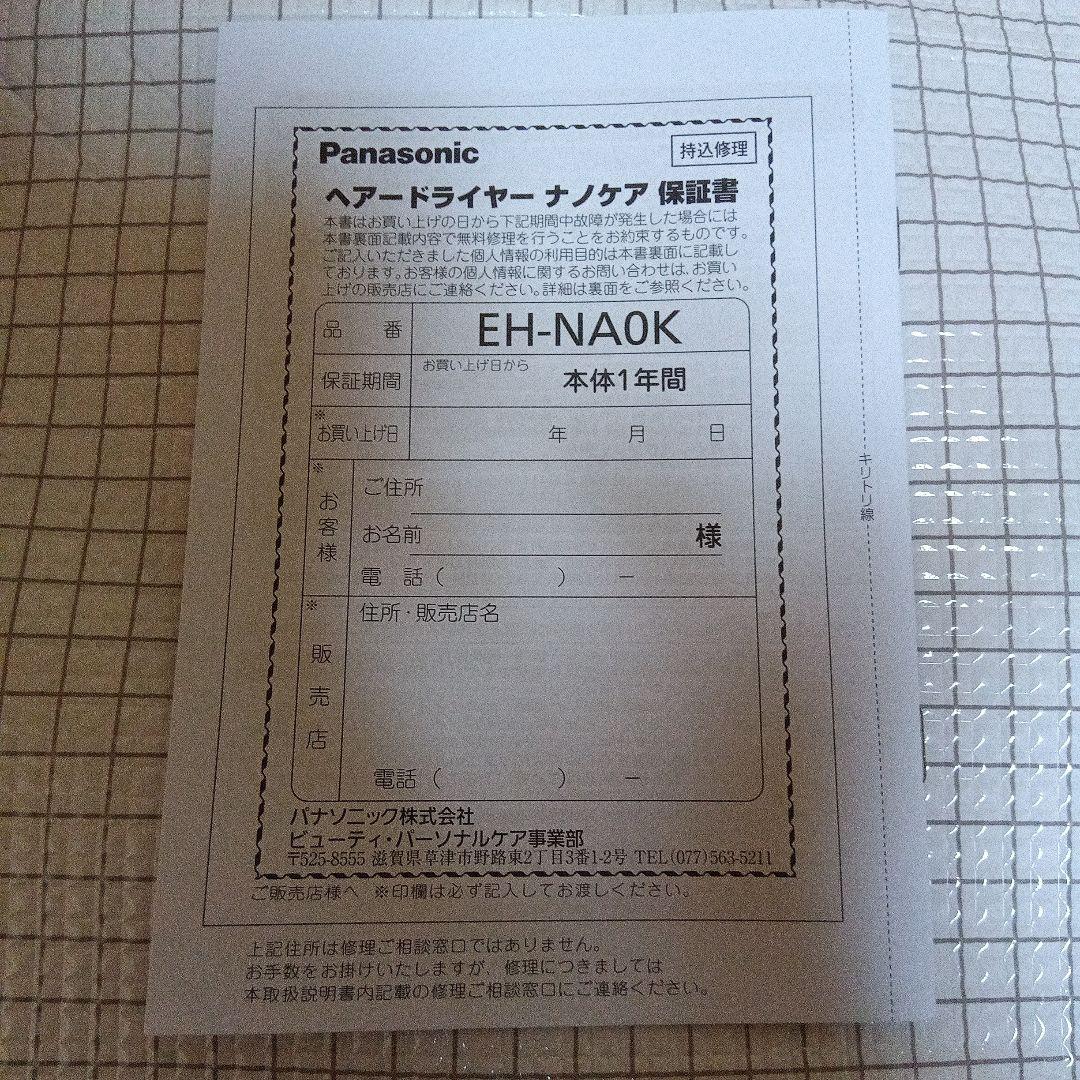 Panasonic
持込修理
ヘアードライヤー ナノケア 保証書
本書はお買い上げの日から下記期間中故障が発生した場合には
本書裏面記載内容で無料修理を行うことをお約束するものです。
ご記入いただきました個人情報の利用目的は本書裏面に記載し
ております。お客様の個人情報に関するお問い合わせは、お買い
上げの販売店にご連絡ください。詳細は裏面をご参照ください。
品 番 EH-NA0K
保証期間 お買い上げ日から 本体1年間
※お買い上げ日 年 月 日
※お客様
ご住所
お名前 様
電 話 ( ) −
※販売店
住所・販売店名
電話 ( ) −
パナソニック株式会社
ビューティ・パーソナルケア事業部
〒525-8555 滋賀県草津市野路東2丁目3番1-2号 TEL(077)563-5211
ご販売店様へ ※印欄は必ず記入してお渡しください。
上記住所は修理ご相談窓口ではありません。
お手数をお掛けいたしますが、修理につきましては
本取扱説明書内記載の修理ご相談窓口にご連絡ください。
キリトリ線